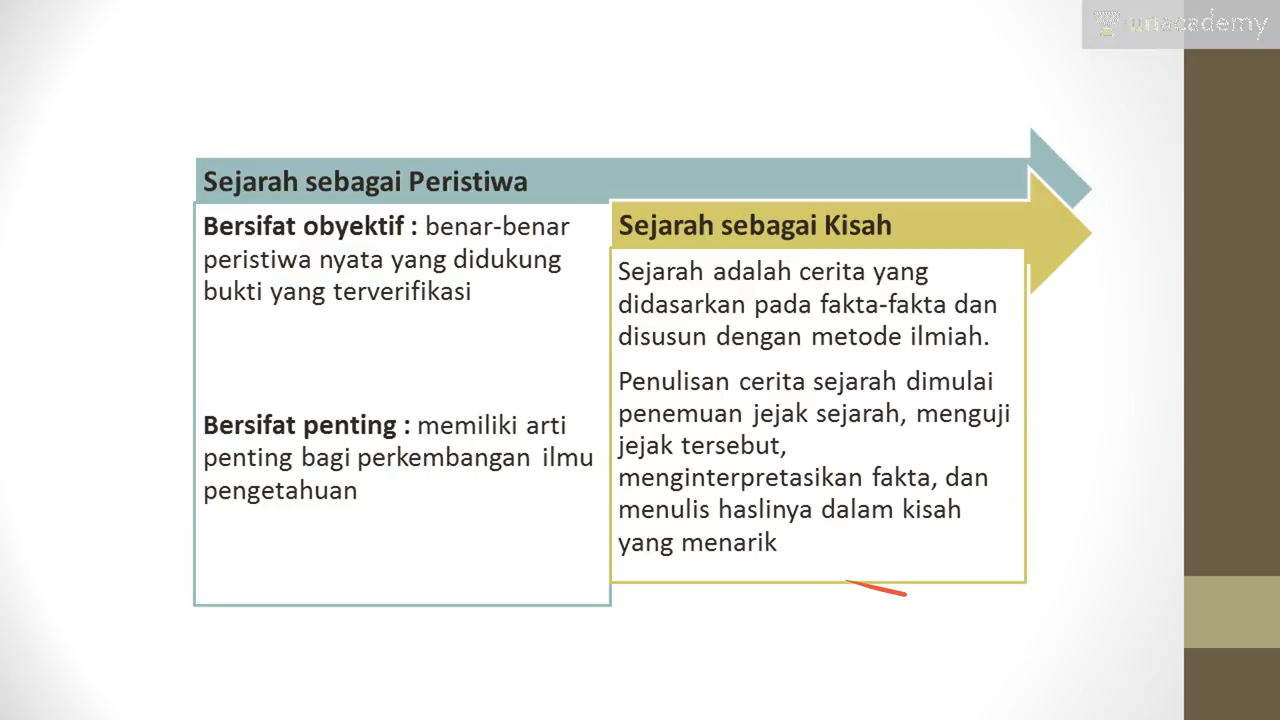 unacademy
Sejarah sebagai Peristiwa
Bersifat obyektif : benar-benar
peristiwa nyata yang didukung
bukti yang terverifikasi
Bersifat penting : memiliki arti
penting bagi perkembangan ilmu
pengetahuan
Sejarah sebagai Kisah
Sejarah adalah cerita yang
didasarkan pada fakta-fakta dan
disusun dengan metode ilmiah.
Penulisan cerita sejarah dimulai
penemuan jejak sejarah, menguji
jejak tersebut,
menginterpretasikan fakta, dan
menulis haslinya dalam kisah
yang menarik